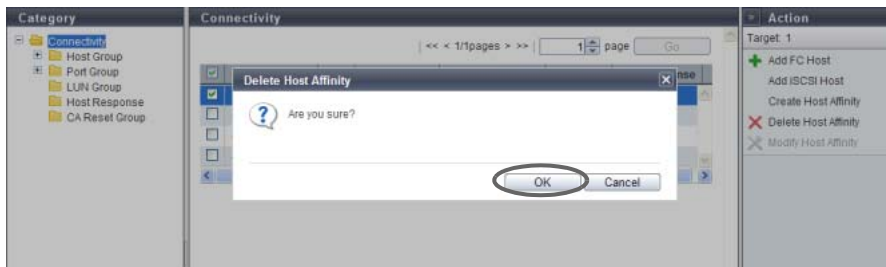 Category
Connectivity
Host Group
Port Group
LUN Group
Host Response
CA Reset Group
Connectivity
| << < 1/1pages > >> | 1 page Go
nse
Delete Host Affinity
Are you sure?
OK Cancel
Action
Target: 1
Add FC Host
Add iSCSI Host
Create Host Affinity
Delete Host Affinity
Modify Host Affinity